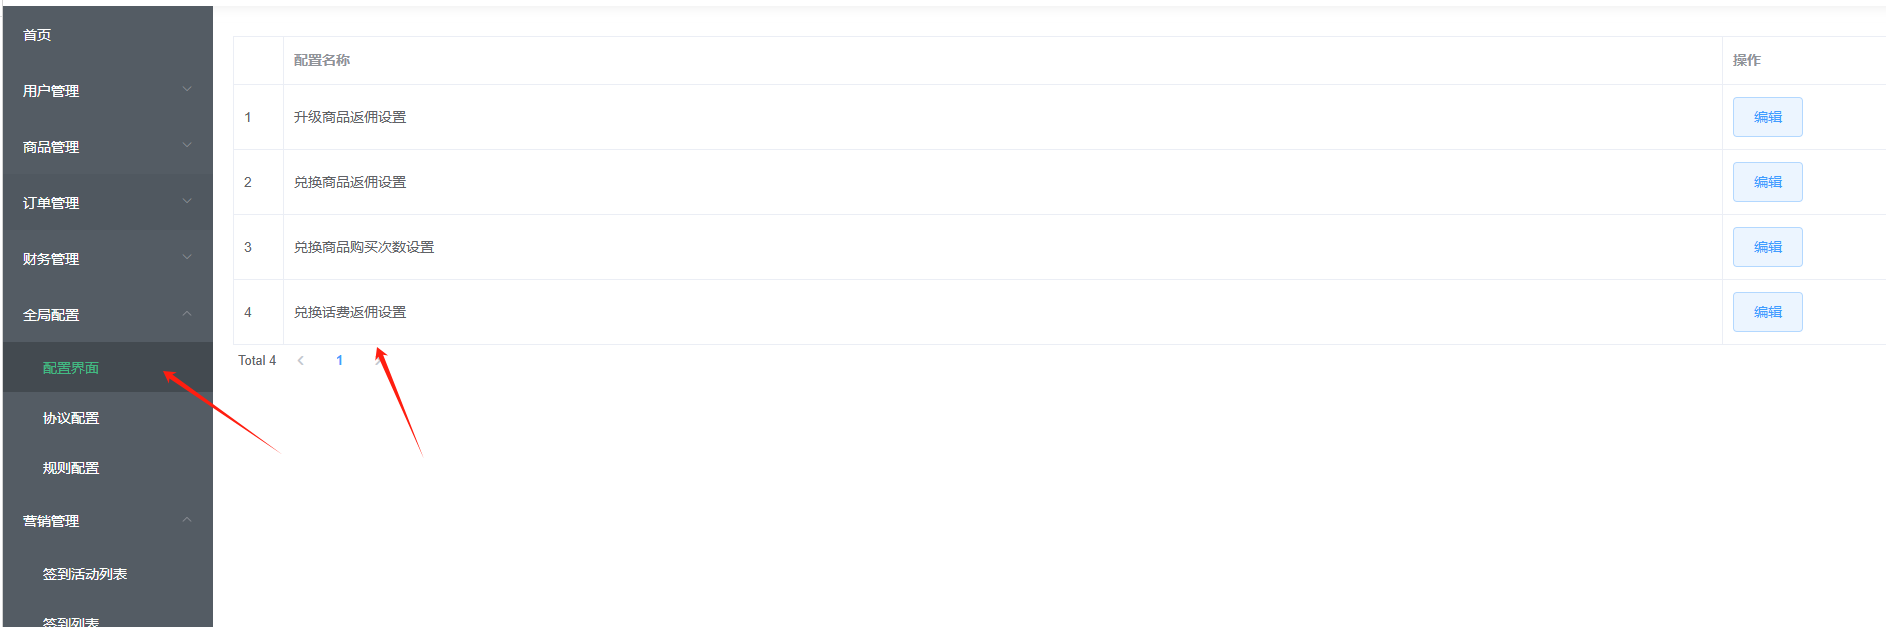 首页
用户管理
商品管理
订单管理
财务管理
全局配置
配置界面
协议配置
规则配置
营销管理
签到活动列表
签到列表
配置名称 操作
1 升级商品返佣设置 编辑
2 兑换商品返佣设置 编辑
3 兑换商品购买次数设置 编辑
4 兑换话费返佣设置 编辑
Total 4 1